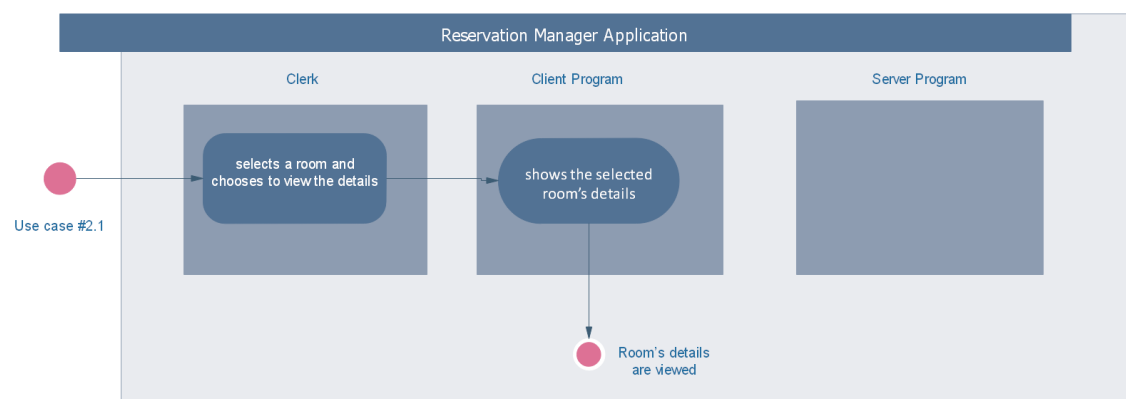 Reservation Manager Application
Clerk
Client Program
Server Program
selects a room and
chooses to view the details
shows the selected
room's details
Use case #2.1
Room's details
are viewed